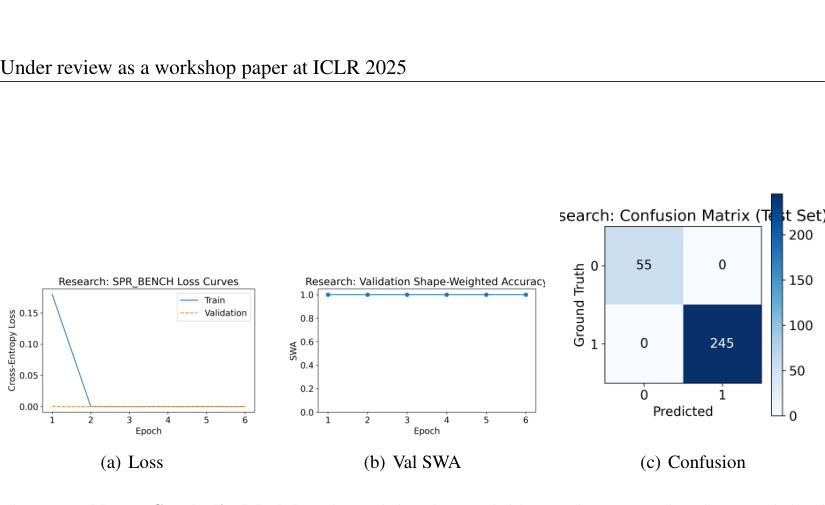 Under review as a workshop paper at ICLR 2025
Research: SPR_BENCH Loss Curves
Cross-Entropy Loss
0.15
0.10
0.05
0.00
Train
Validation
1 2 3 4 5 6
Epoch
(a) Loss
Research: Validation Shape-Weighted Accuracy
SWA
1.0
0.8
0.6
0.4
0.2
0.0
1 2 3 4 5 6
Epoch
(b) Val SWA
search: Confusion Matrix (Test Set)
Ground Truth
0
1
55 0
0 245
0 1
Predicted
200
150
100
50
0
(c) Confusion